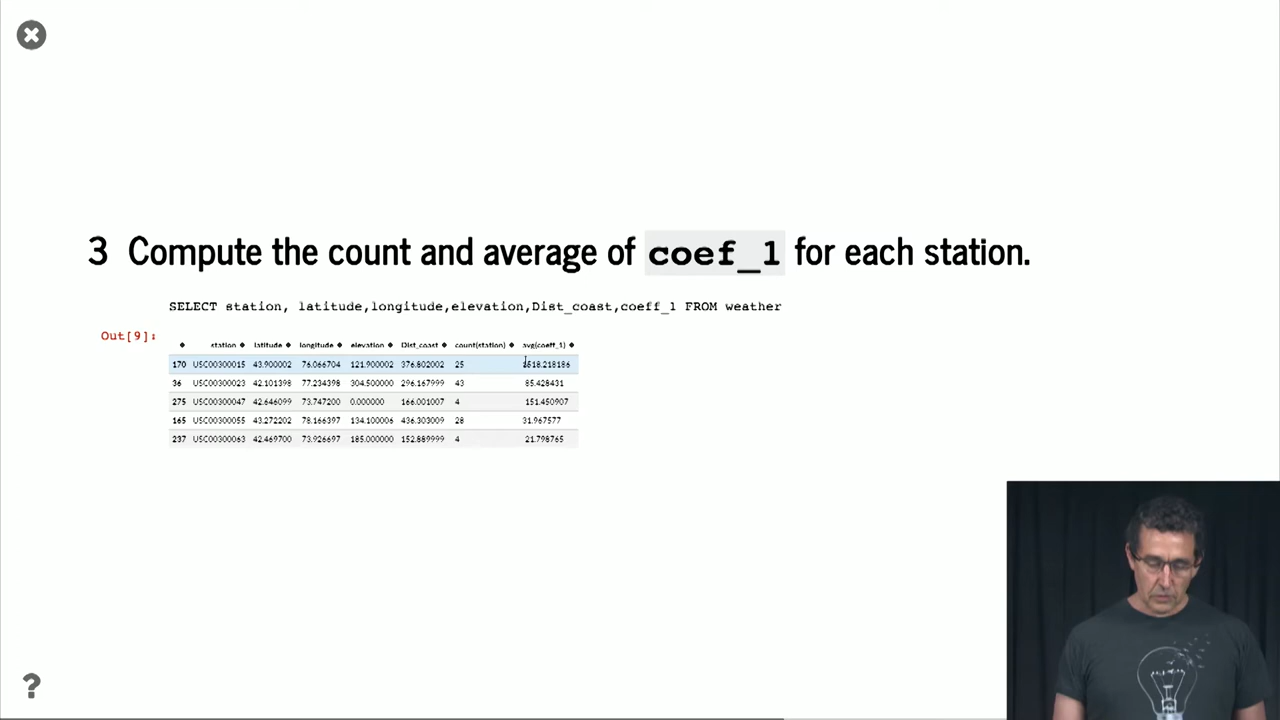 3 Compute the count and average of coef_1 for each station.
SELECT station, latitude,longitude,elevation,Dist_coast,coeff_1 FROM weather
Out[9]:
station latitude longitude elevation Dist_coast count(station) avg(coeff_1)
170 USC00300015 43.900002 76.066704 121.900002 376.802002 25
36 USC00300023 42.101398 77.234398 304.500000 296.167999 43 85.428431
275 USC00300047 42.646099 73.747200 0.000000 166.001007 4 151.450907
165 USC00300055 43.272202 78.166397 134.100006 436.303009 28 31.967577
237 USC00300063 42.469700 73.926697 185.000000 152.889999 4 21.798765
?